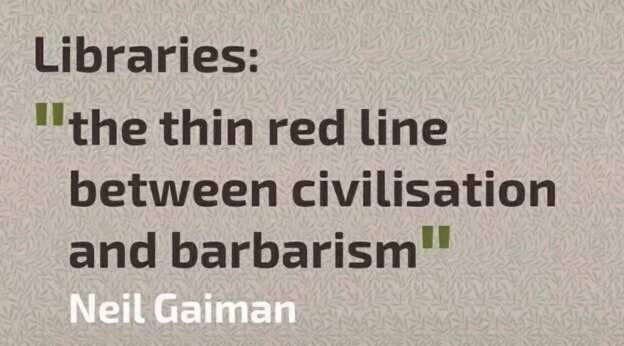 Libraries:
"the thin red line
between civilisation
and barbarism"
Neil Gaiman